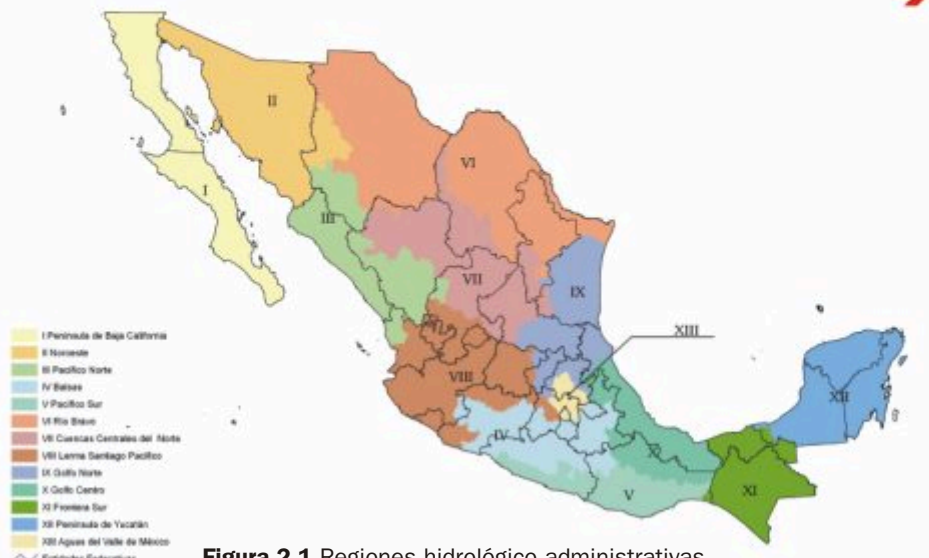 II
VI
I
III
VII
IX
XIII
VIII
XII
IV
X
XI
V
I Peninsula de Baja California
II Noroeste
III Pacífico Norte
IV Balsas
V Pacífico Sur
VI Río Bravo
VII Cuencas Centrales del Norte
VIII Lerma Santiago Pacífico
IX Golfo Norte
X Golfo Centro
XI Frontera Sur
XII Península de Yucatán
XIII Aguas del Valle de México
Figura 2.1 Regiones hidrológico administrativas